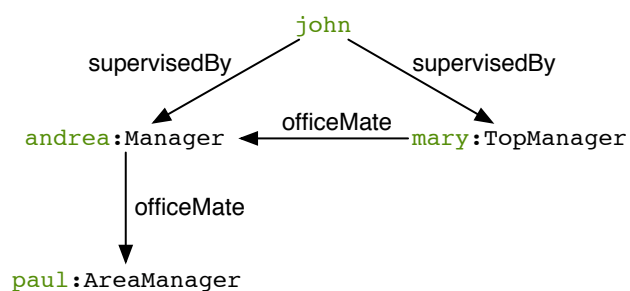 john
supervisedBy supervisedBy
officeMate
andrea:Manager mary:TopManager
officeMate
paul:AreaManager